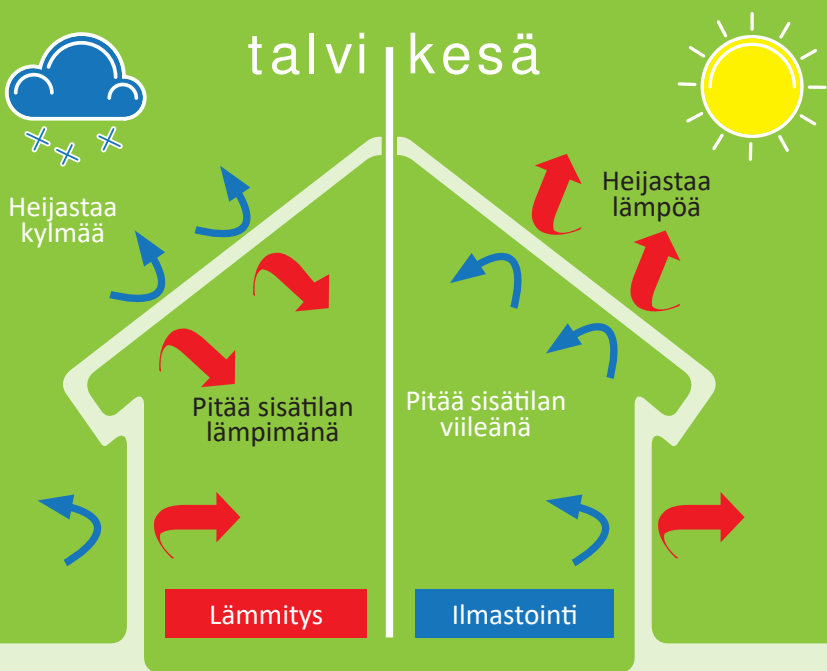 talvi kesä
Heijastaa
kylmää
Heijastaa
lämpöä
Pitää sisätilan
lämpimänä
Pitää sisätilan
viileänä
Lämmitys
Ilmastointi